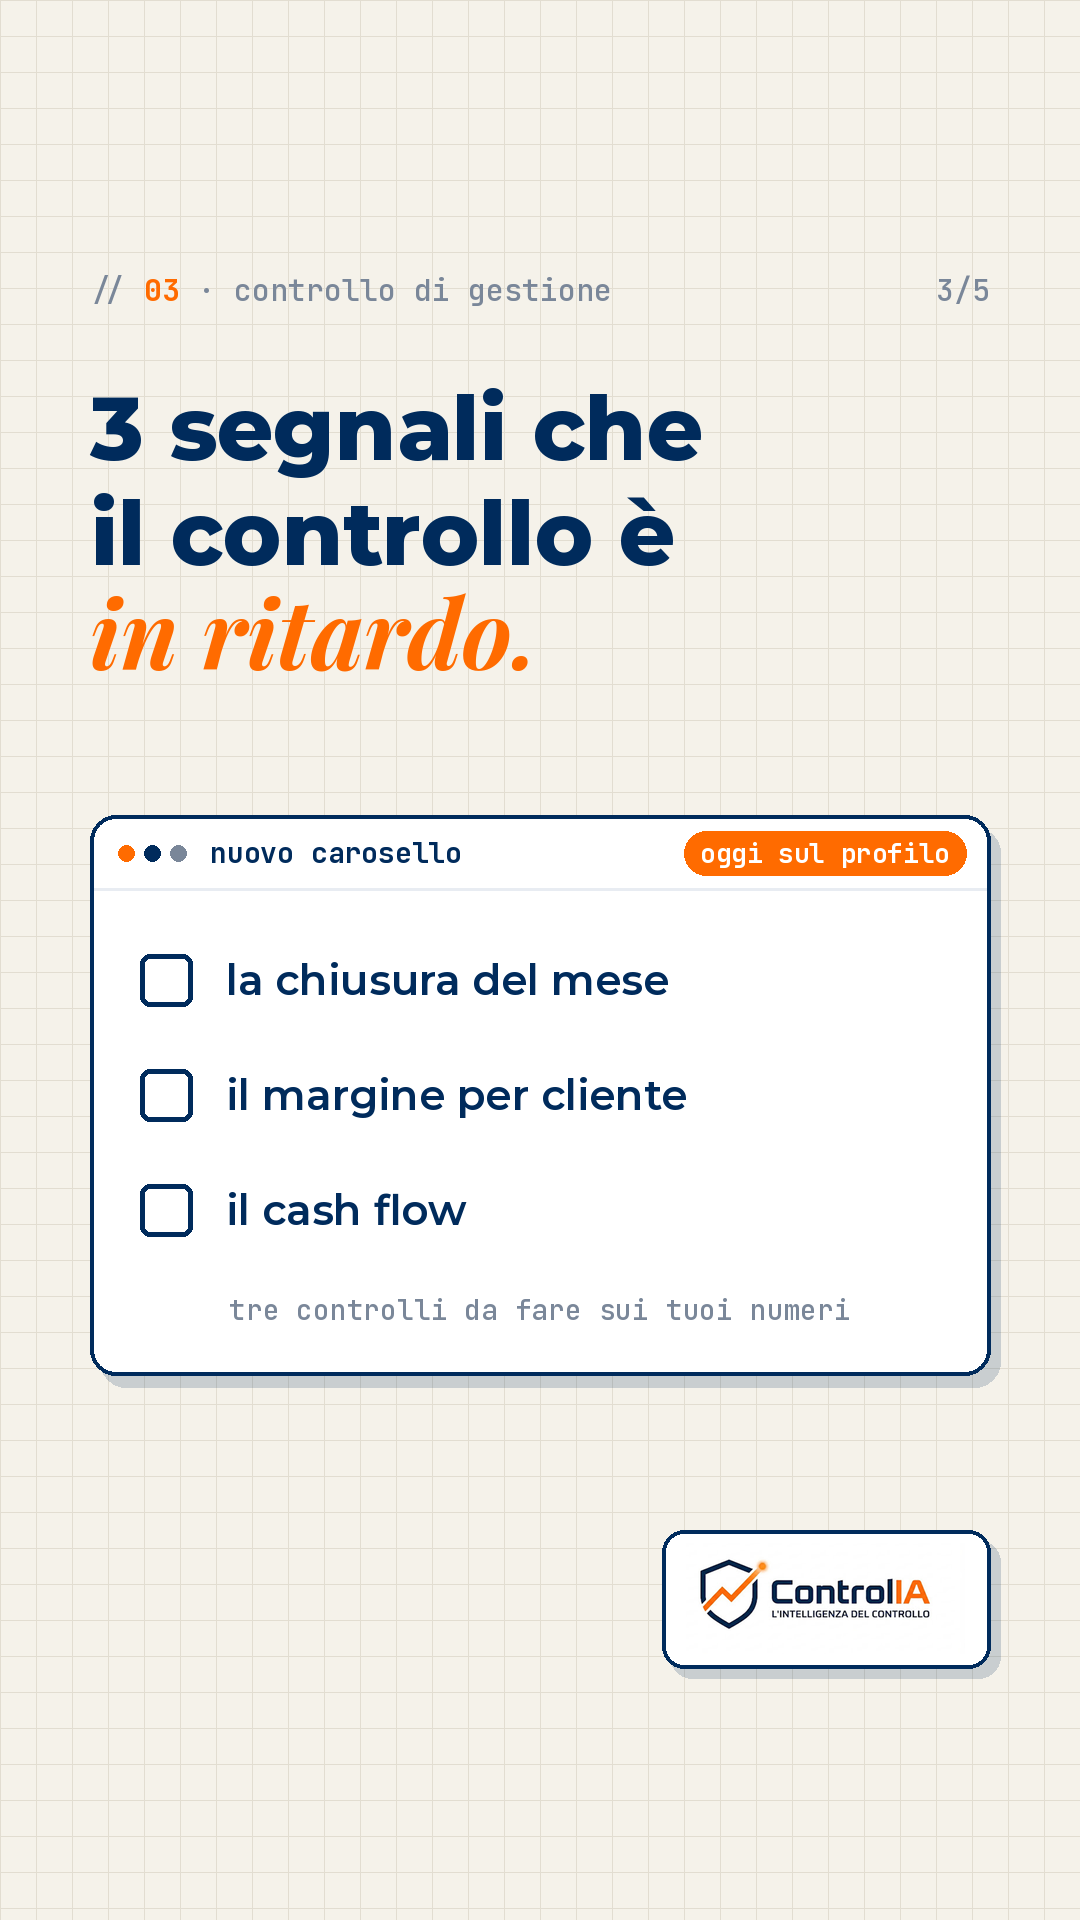 // 03 · controllo di gestione 3/5
3 segnali che
il controllo è
in ritardo.
nuovo carosello oggi sul profilo
la chiusura del mese
il margine per cliente
il cash flow
tre controlli da fare sui tuoi numeri
ControlIA
L'INTELLIGENZA DEL CONTROLLO